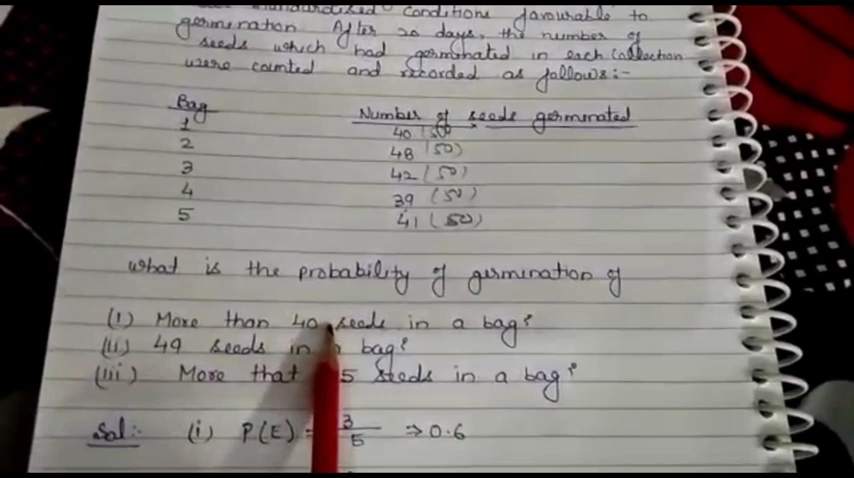 conditions favourable to
germination. After 20 days, the number of
seeds which had germinated in each collection
were counted and recorded as follows:-
Bag Number of seeds germinated
1 40 (50
2 48 (50)
3 42 (50)
4 39 (50)
5 41 (50)
what is the probability of germination of
(i) More than 40 seeds in a bag?
(ii) 49 seeds in bag?
(iii) More that 5 seeds in a bag?
Sol:- (i) P(E) = 3/5 ⇒ 0.6